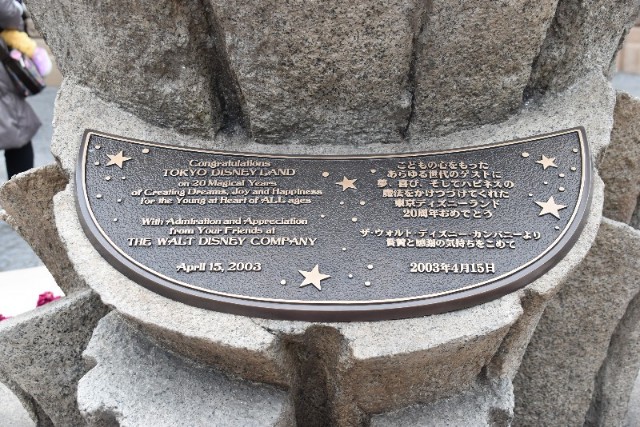 Congratulations
TOKYO DISNEYLAND
on 20 Magical Years
of Creating Dreams, Joy and Happiness
for the Young at Heart of ALL ages
With Admiration and Appreciation
from Your Friends at
THE WALT DISNEY COMPANY
April 15, 2003
こどもの心をもった
あらゆる世代のゲストに
夢、喜び、そしてハピネスの
魔法をかけつづけてくれた
東京ディズニーランド
20周年おめでとう
ザ・ウォルト・ディズニー・カンパニーより
賞賛と感謝の気持ちをこめて
2003年4月15日